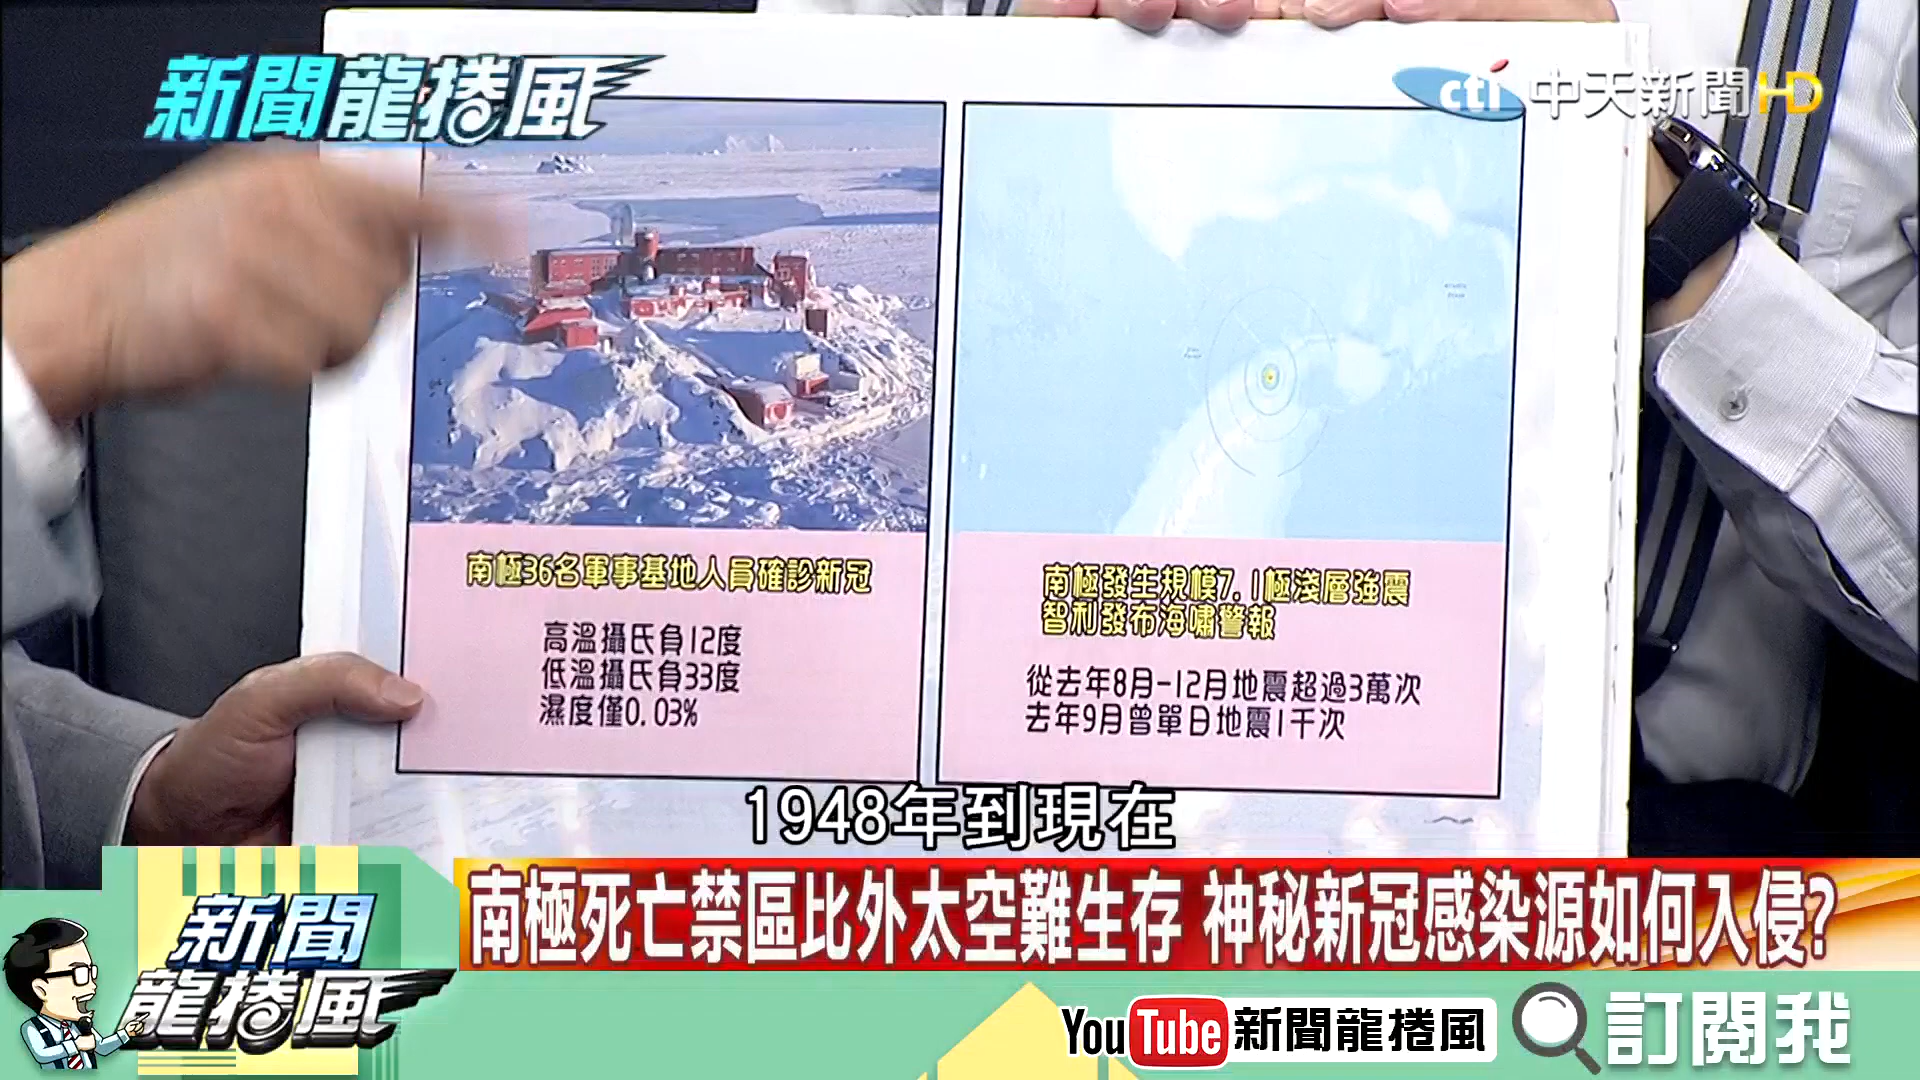 新聞龍捲風
cti 中天新聞 HD
南極36名軍事基地人員確診新冠
高溫攝氏負12度
低溫攝氏負33度
濕度僅0.03%
南極發生規模7.1極淺層強震
智利發布海嘯警報
從去年8月-12月地震超過3萬次
去年9月曾單日地震1千次
1948年到現在
南極死亡禁區比外太空難生存 神秘新冠感染源如何入侵?
新聞
龍捲風
YouTube 新聞龍捲風 訂閱我